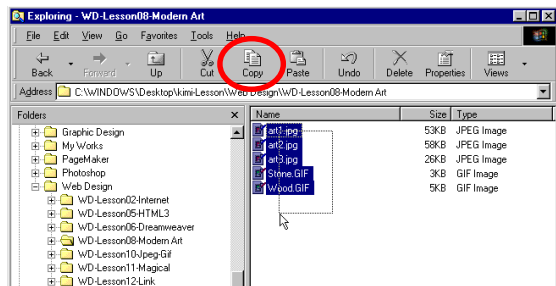 Exploring - WD-Lesson08-Modern Art
File Edit View Go Favorites Tools Help
Back Forward Up Cut Copy Paste Undo Delete Properties Views
Address C:\WINDOWS\Desktop\kimi-Lesson\Web Design\WD-Lesson08-Modern Art
Folders
Graphic Design
My Works
PageMaker
Photoshop
Web Design
WD-Lesson02-Internet
WD-Lesson05-HTML3
WD-Lesson06-Dreamweaver
WD-Lesson08-Modern Art
WD-Lesson10-Jpeg-Gif
WD-Lesson11-Magical
WD-Lesson12-Link
Name Size Type
art1.jpg 53KB JPEG Image
art2.jpg 58KB JPEG Image
art3.jpg 26KB JPEG Image
Stone.GIF 3KB GIF Image
Wood.GIF 5KB GIF Image